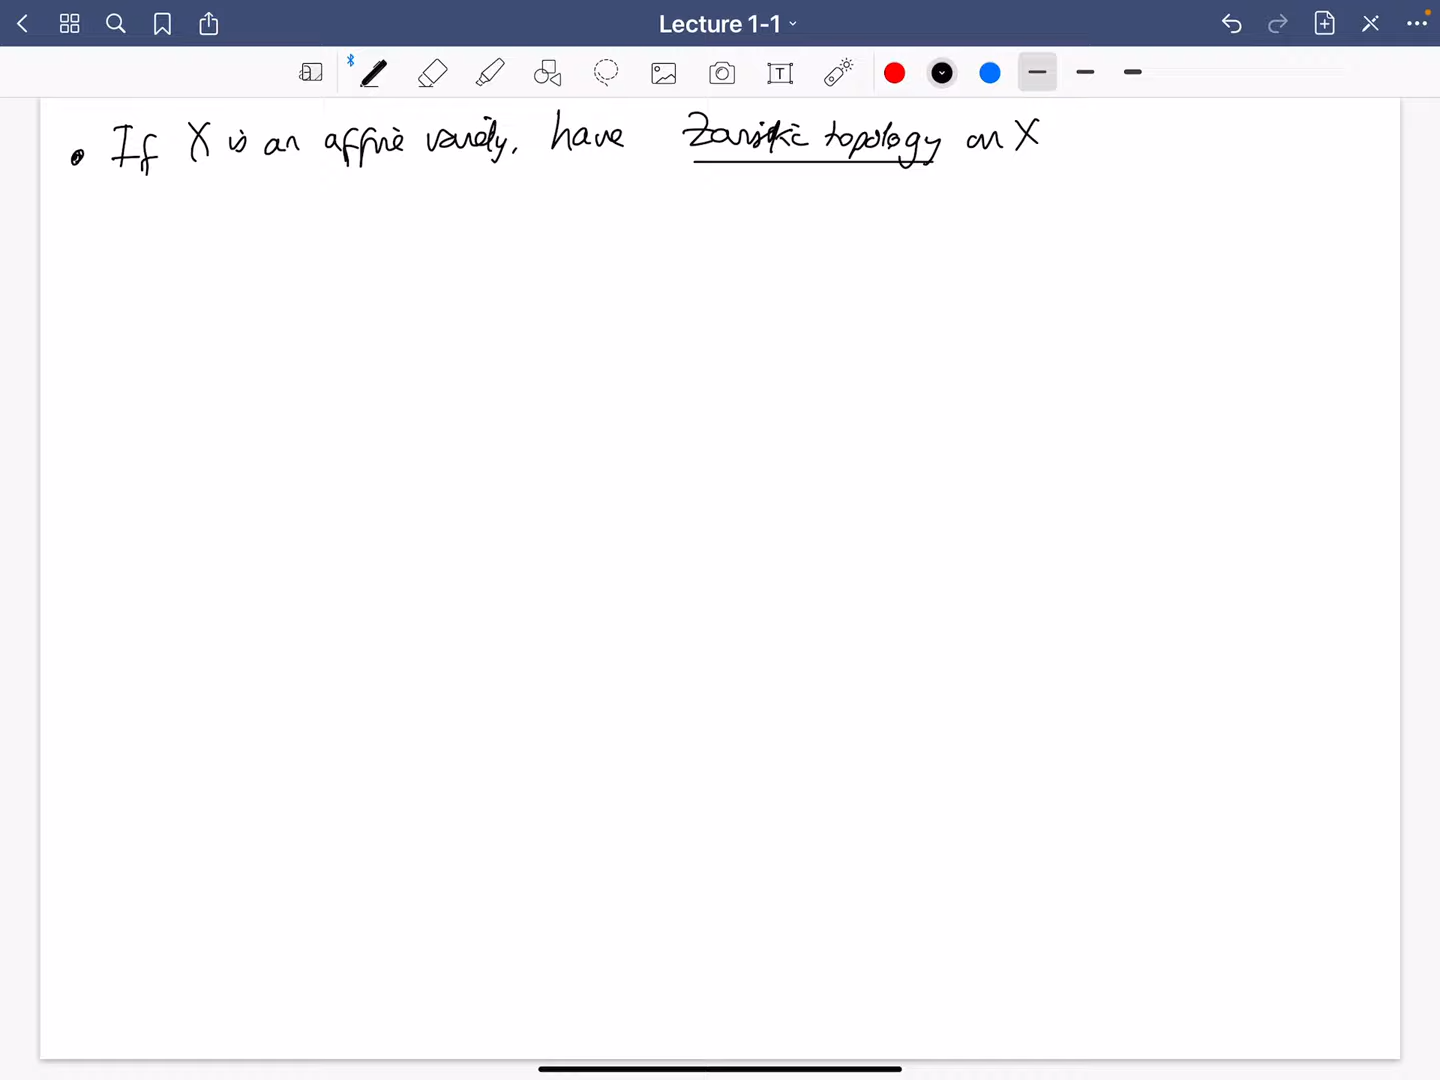 Lecture 1-1
• If X is an affine variety, have Zariski topology on X